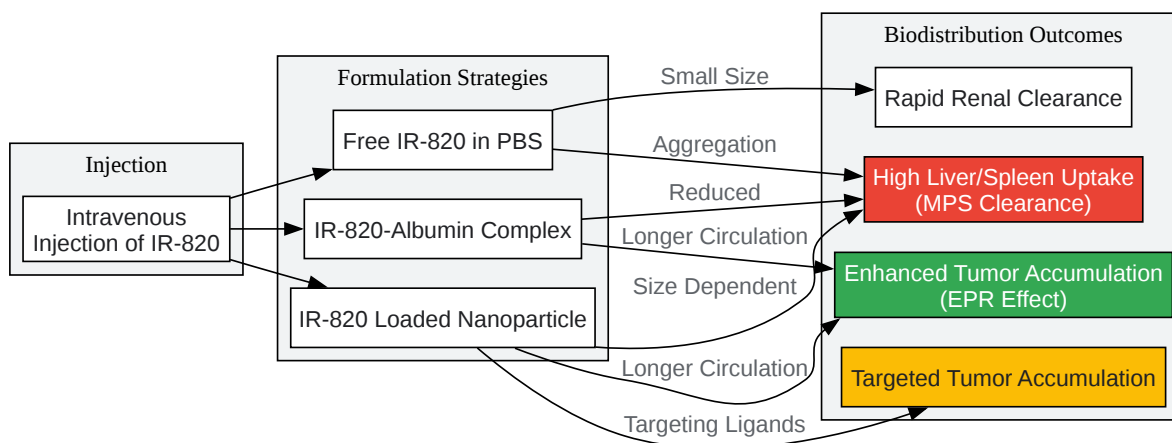 Injection
Intravenous
Injection of IR-820
Formulation Strategies
Free IR-820 in PBS
IR-820-Albumin Complex
IR-820 Loaded Nanoparticle
Small Size
Aggregation
Reduced
Longer Circulation
Size Dependent
Longer Circulation
Targeting Ligands
Biodistribution Outcomes
Rapid Renal Clearance
High Liver/Spleen Uptake
(MPS Clearance)
Enhanced Tumor Accumulation
(EPR Effect)
Targeted Tumor Accumulation